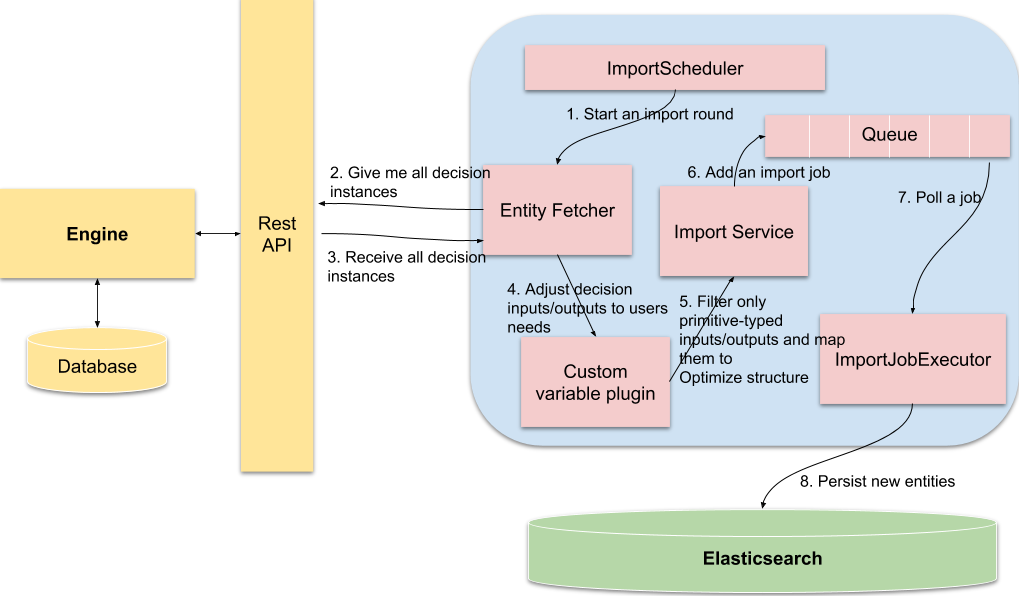 ImportScheduler
1. Start an import round
Queue
2. Give me all decision
instances
6. Add an import job
7. Poll a job
Entity Fetcher
Rest
API
Engine
Import Service
3. Receive all decision
instances
4. Adjust decision
inputs/outputs to users
needs
5. Filter only
primitive-typed
inputs/outputs and map
them to
Optimize structure
Database
Custom
variable plugin
ImportJobExecutor
8. Persist new entities
Elasticsearch